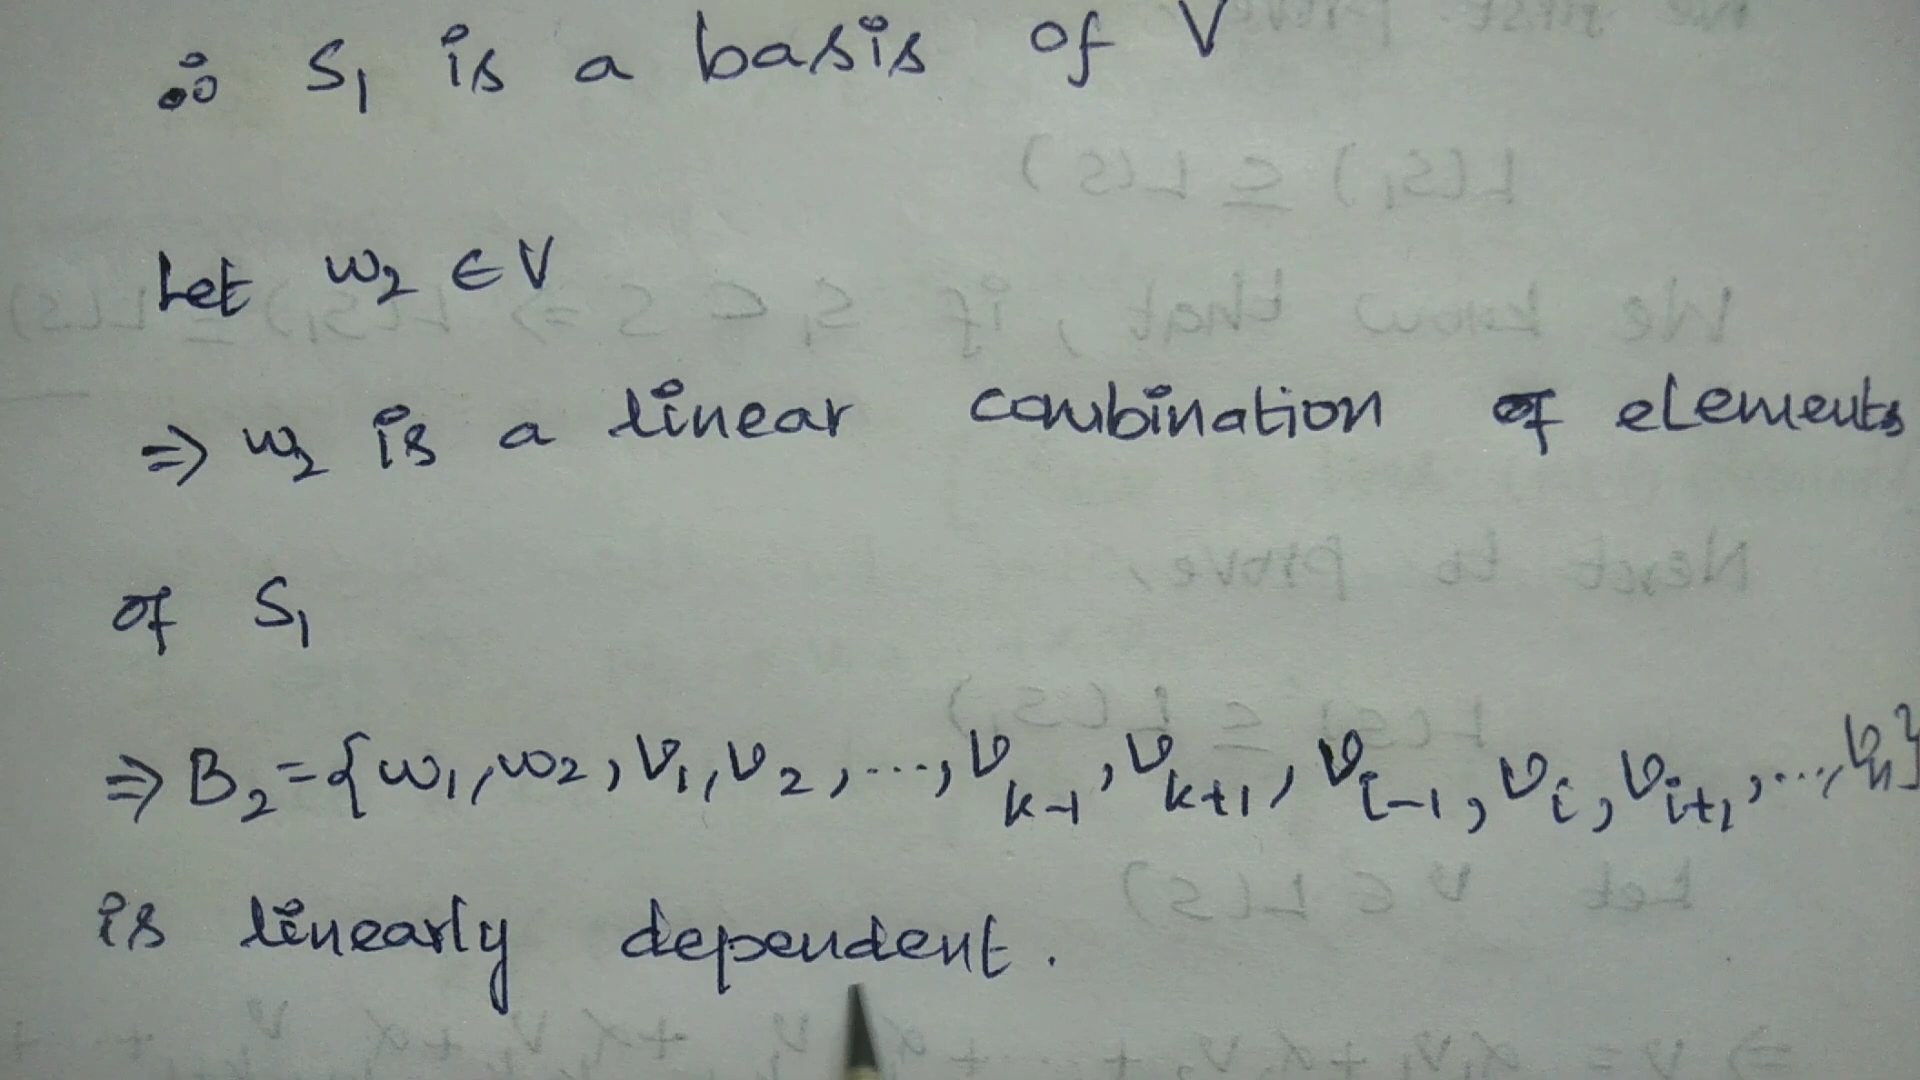 ∴ S₁ is a basis of V
Let w₂ ∈ V
⇒ w₂ is a linear combination of elements
of S₁
⇒ B₂ = {w₁, w₂, v₁, v₂, ..., vₖ₋₁, vₖ₊₁, vᵢ₋₁, vᵢ, vᵢ₊₁, ..., vₙ}
is linearly dependent.